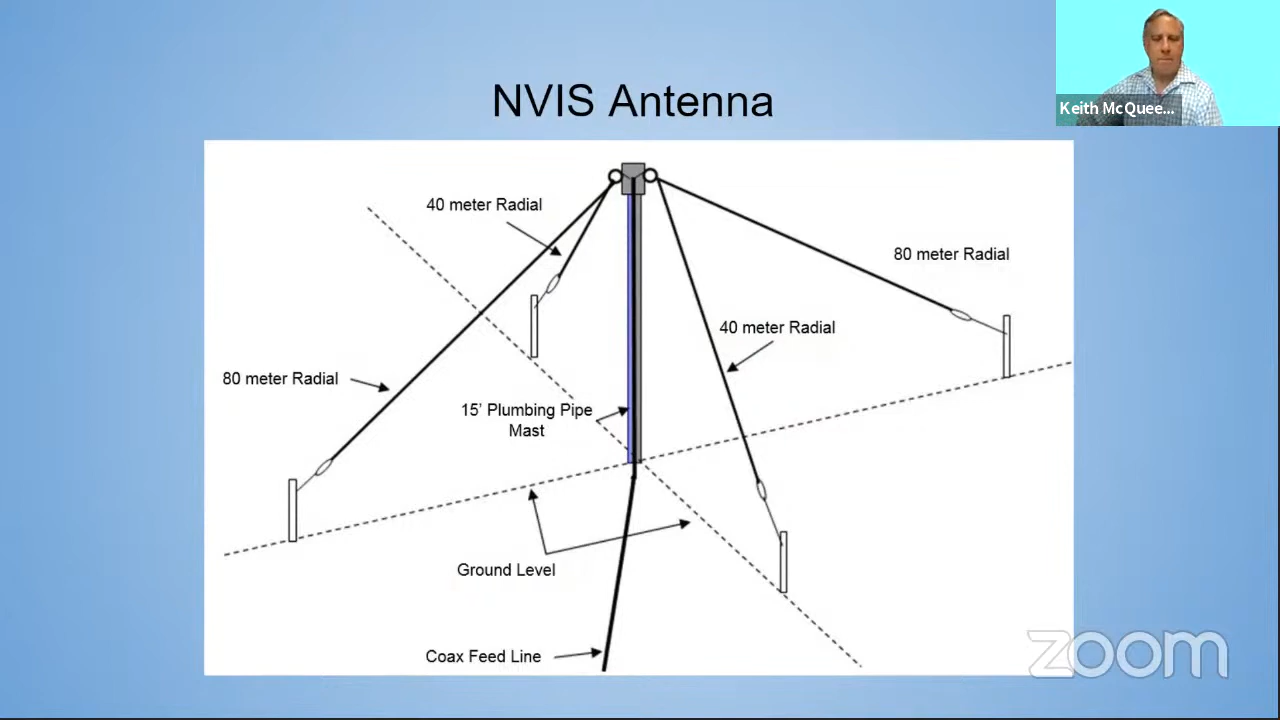 NVIS Antenna
Keith McQuee...
40 meter Radial
80 meter Radial
40 meter Radial
80 meter Radial
15' Plumbing Pipe
Mast
Ground Level
Coax Feed Line
zoom